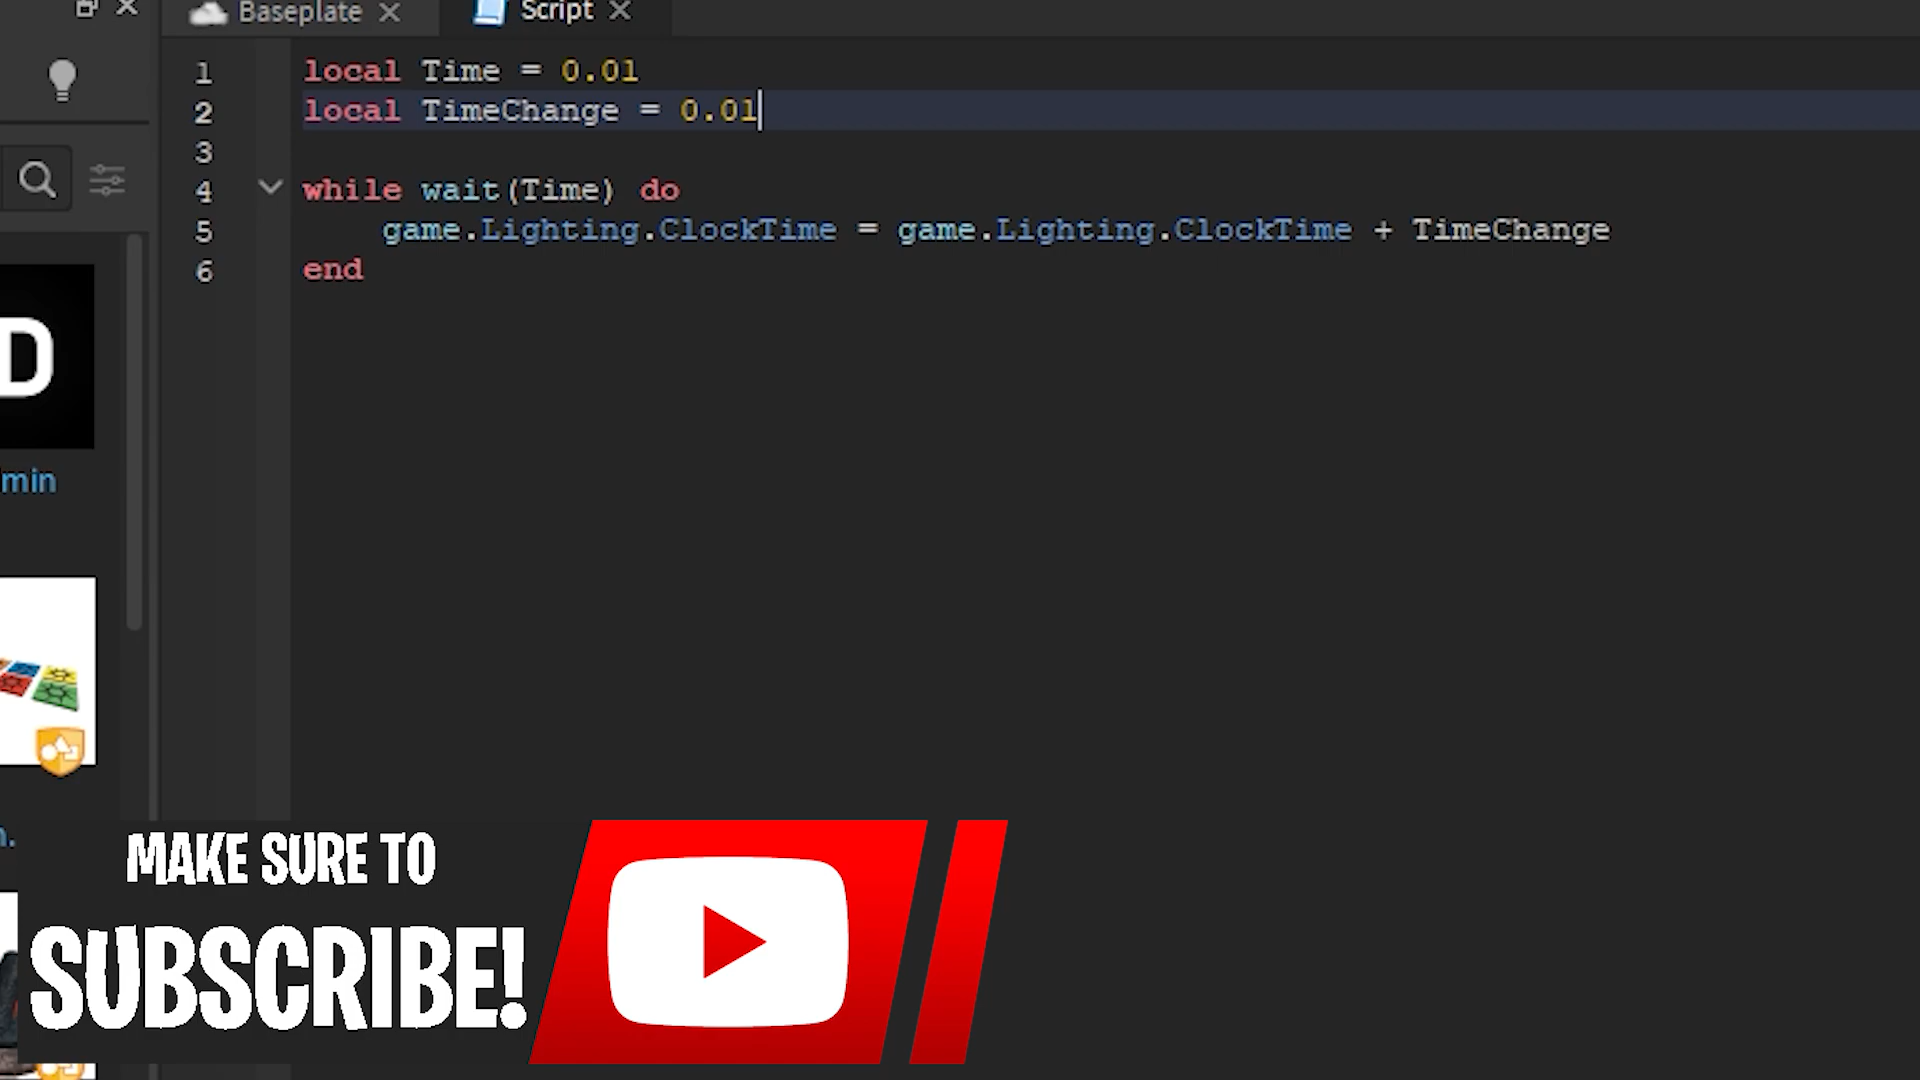 Baseplate
Script
1 local Time = 0.01
2 local TimeChange = 0.01
3
4 while wait(Time) do
5 game.Lighting.ClockTime = game.Lighting.ClockTime + TimeChange
6 end
D
min
n.
MAKE SURE TO
SUBSCRIBE!